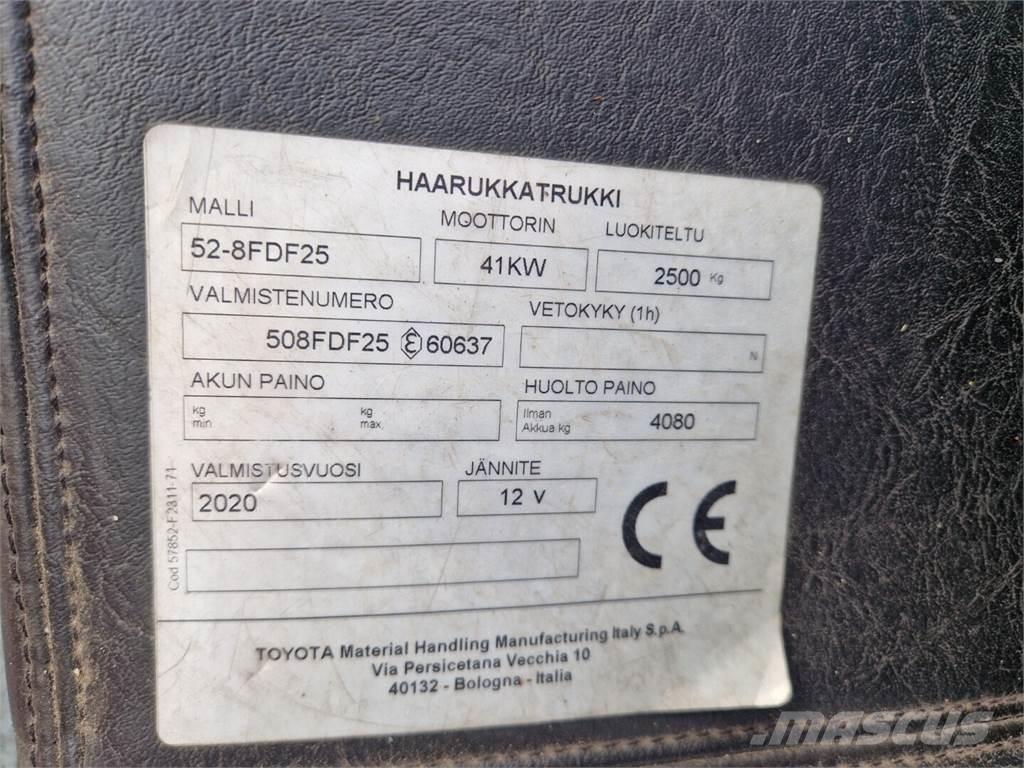 HAARUKKATRUKKI
MALLI MOOTTORIN LUOKITELTU
52-8FDF25 41KW 2500 Kg
VALMISTENUMERO VETOKYKY (1h)
508FDF25 Ɛ 60637 N
AKUN PAINO HUOLTO PAINO
kg min kg max. Ilman Akkua kg 4080
VALMISTUSVUOSI JÄNNITE
2020 12 V
CE
Cod 57852-F2811-71
TOYOTA Material Handling Manufacturing Italy S.p.A.
Via Persicetana Vecchia 10
40132 - Bologna - Italia
MASCUS